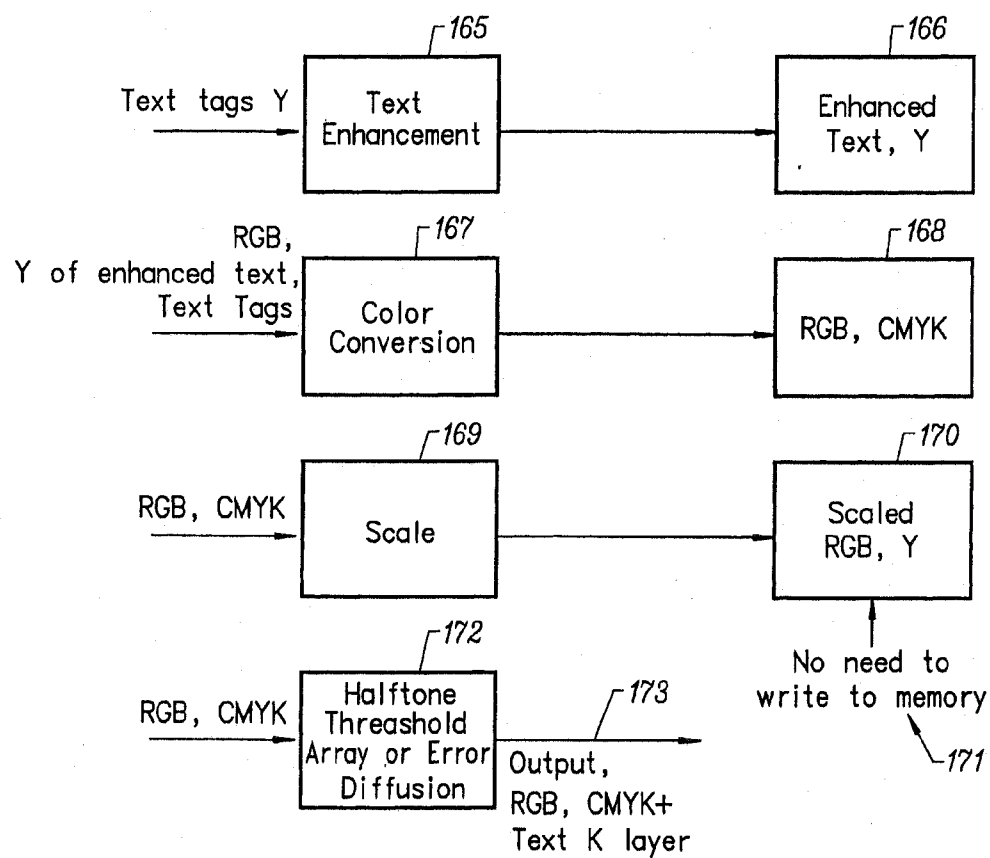 165
166
Text tags Y
Text
Enhancement
Enhanced
Text, Y
167
168
RGB,
Y of enhanced text,
Text Tags
Color
Conversion
RGB, CMYK
169
170
RGB, CMYK
Scale
Scaled
RGB, Y
172
No need to
write to memory
171
RGB, CMYK
Halftone
Threashold
Array or Error
Diffusion
173
Output,
RGB, CMYK+
Text K layer